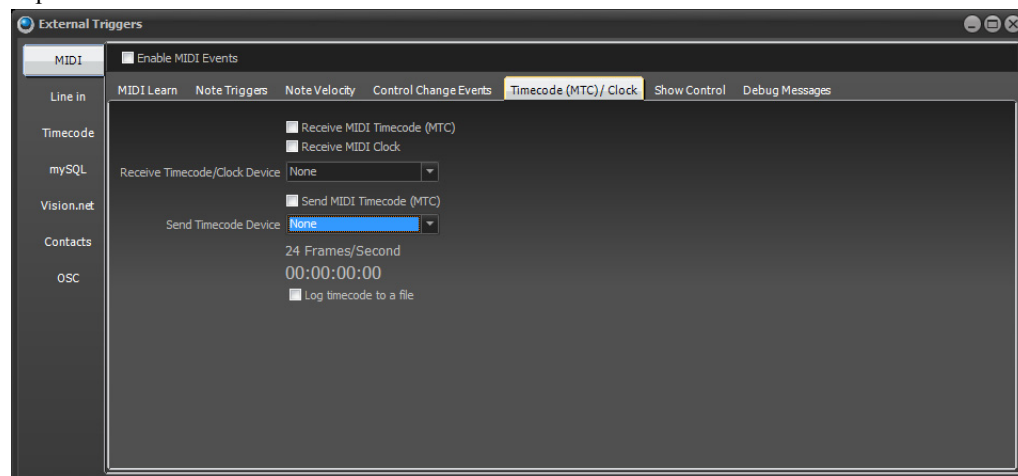 External Triggers
MIDI
Enable MIDI Events
Line in
MIDI Learn Note Triggers Note Velocity Control Change Events Timecode (MTC)/ Clock Show Control Debug Messages
Timecode
Receive MIDI Timecode (MTC)
Receive MIDI Clock
mySQL
Receive Timecode/Clock Device None
Vision.net
Send MIDI Timecode (MTC)
Send Timecode Device None
Contacts
24 Frames/Second
OSC
00:00:00:00
Log timecode to a file